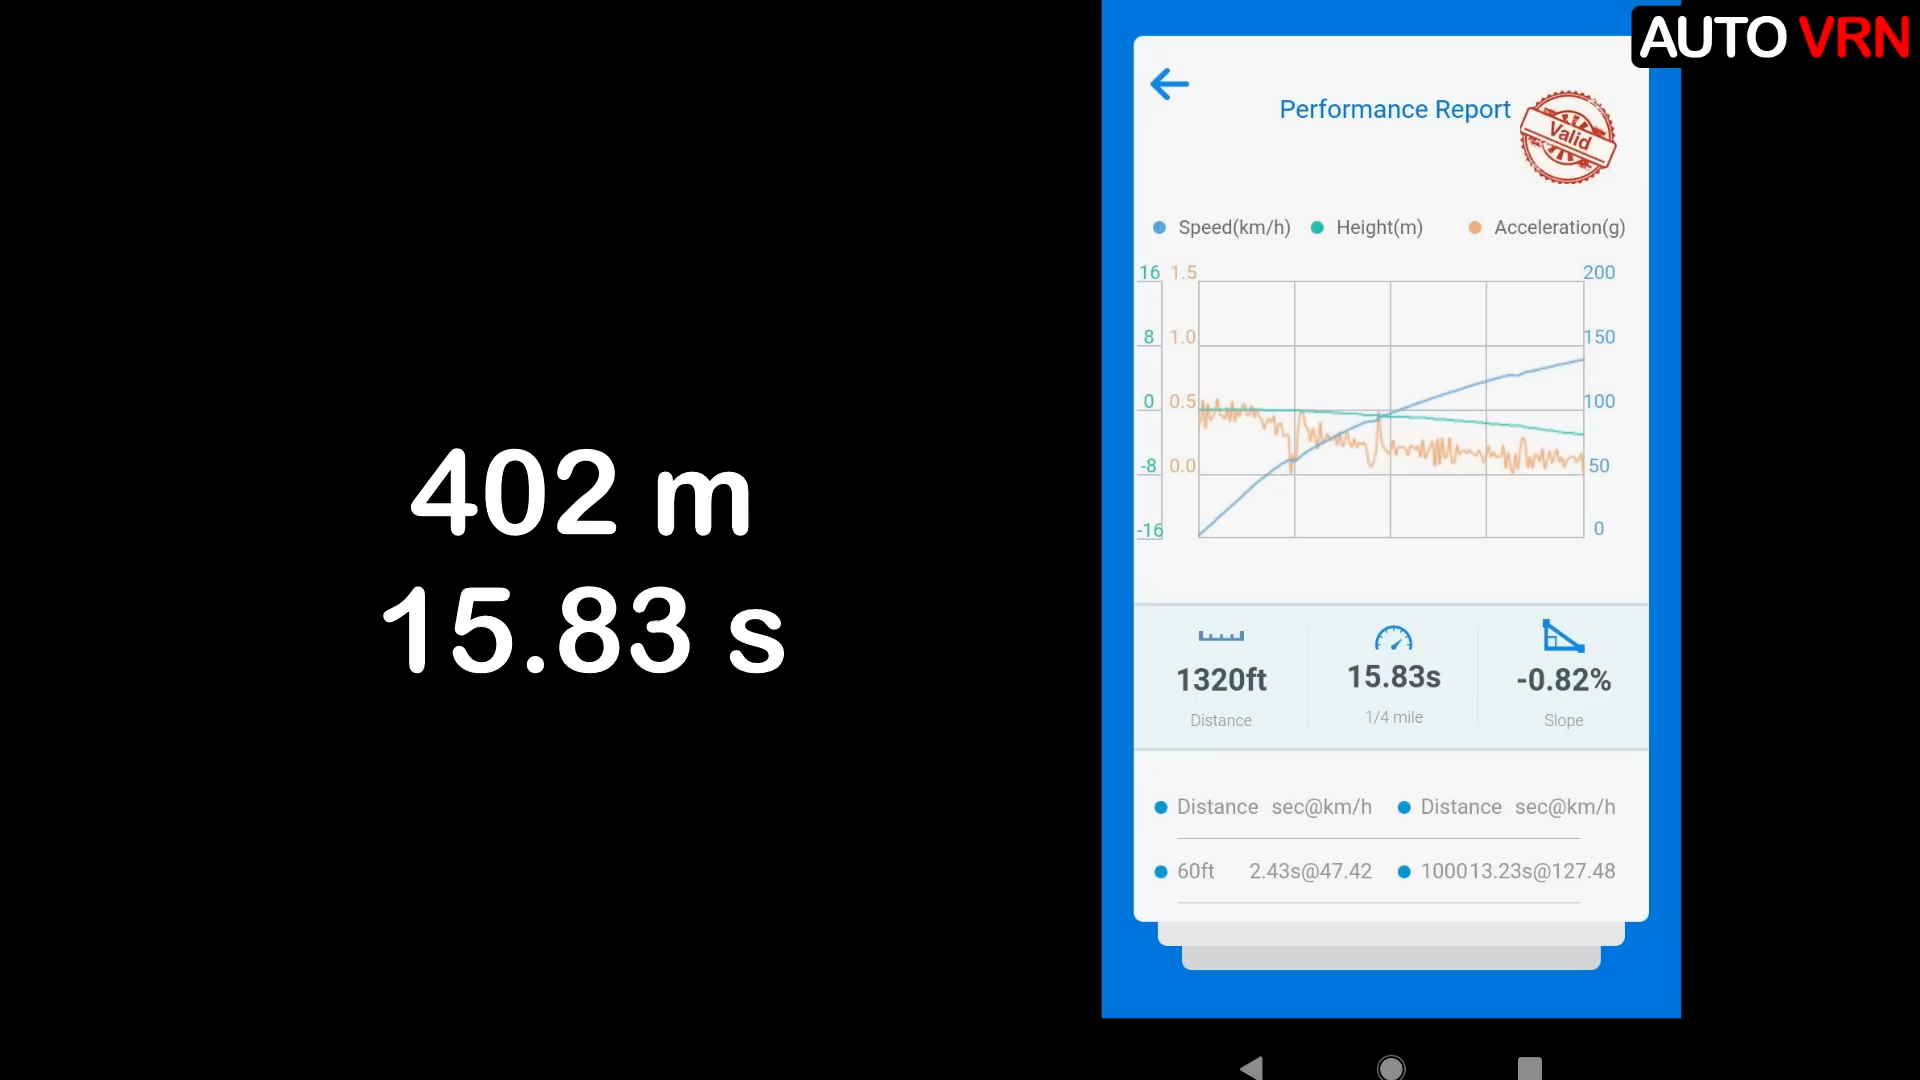 AUTO VRN
402 m
15.83 s
Performance Report
Valid
Speed(km/h) Height(m) Acceleration(g)
16 1.5 200
8 1.0 150
0 0.5 100
-8 0.0 50
-16 0
1320ft 15.83s -0.82%
Distance 1/4 mile Slope
Distance sec@km/h Distance sec@km/h
60ft 2.43s@47.42 1000 13.23s@127.48